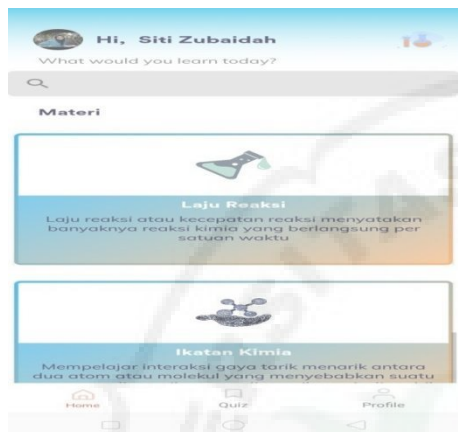 Hi, Siti Zubaidah
What would you learn today?
Materi
Laju Reaksi
Laju reaksi atau kecepatan reaksi menyatakan
banyaknya reaksi kimia yang berlangsung per
satuan waktu
Ikatan Kimia
Mempelajar interaksi gaya tarik menarik antara
dua atom atau molekul yang menyebabkan suatu
Home
Quiz
Profile